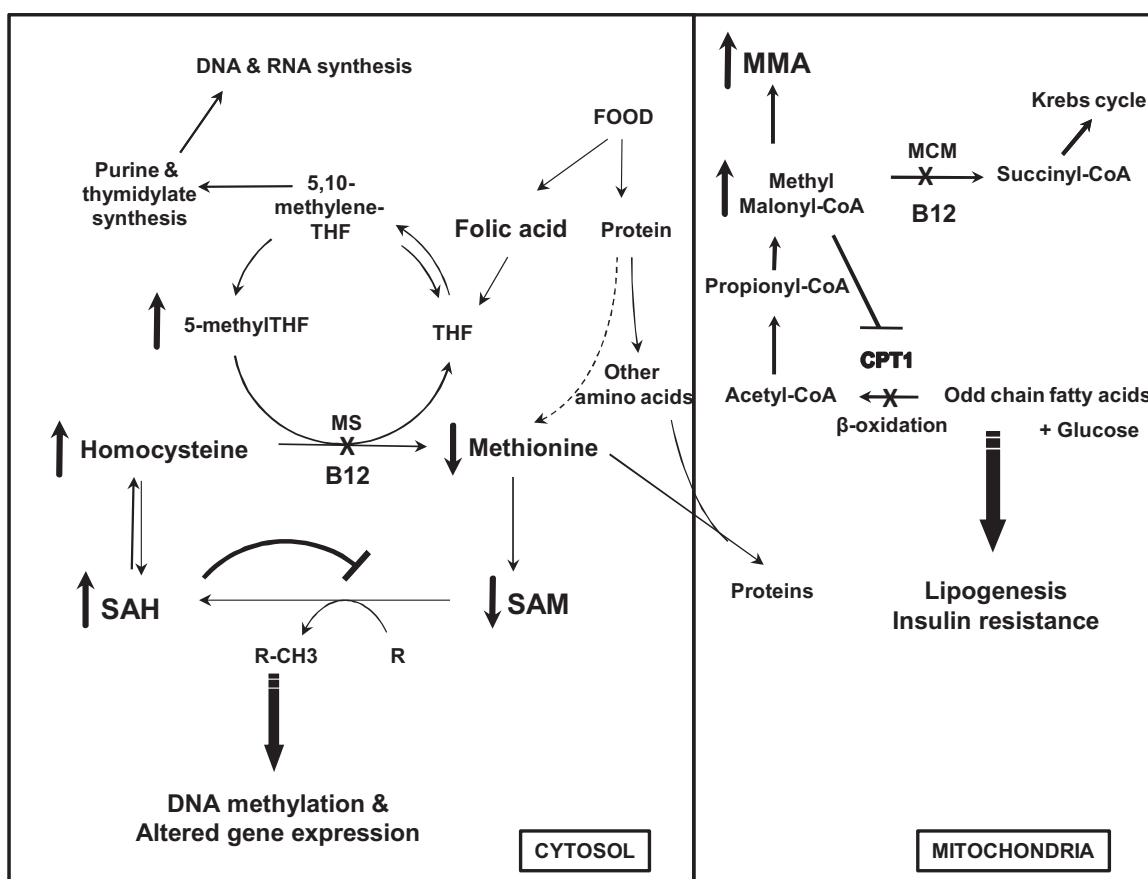 DNA & RNA synthesis
FOOD
Purine &
thymidylate
synthesis
5,10-
methylene-
THF
Folic acid
Protein
5-methylTHF
THF
Other
amino acids
Homocysteine
MS
X
B12
Methionine
SAH
SAM
R-CH3
R
Proteins
DNA methylation &
Altered gene expression
CYTOSOL
MMA
Krebs cycle
Methyl
Malonyl-CoA
MCM
X
B12
Succinyl-CoA
Propionyl-CoA
CPT1
Acetyl-CoA
X
β-oxidation
Odd chain fatty acids
+ Glucose
Lipogenesis
Insulin resistance
MITOCHONDRIA